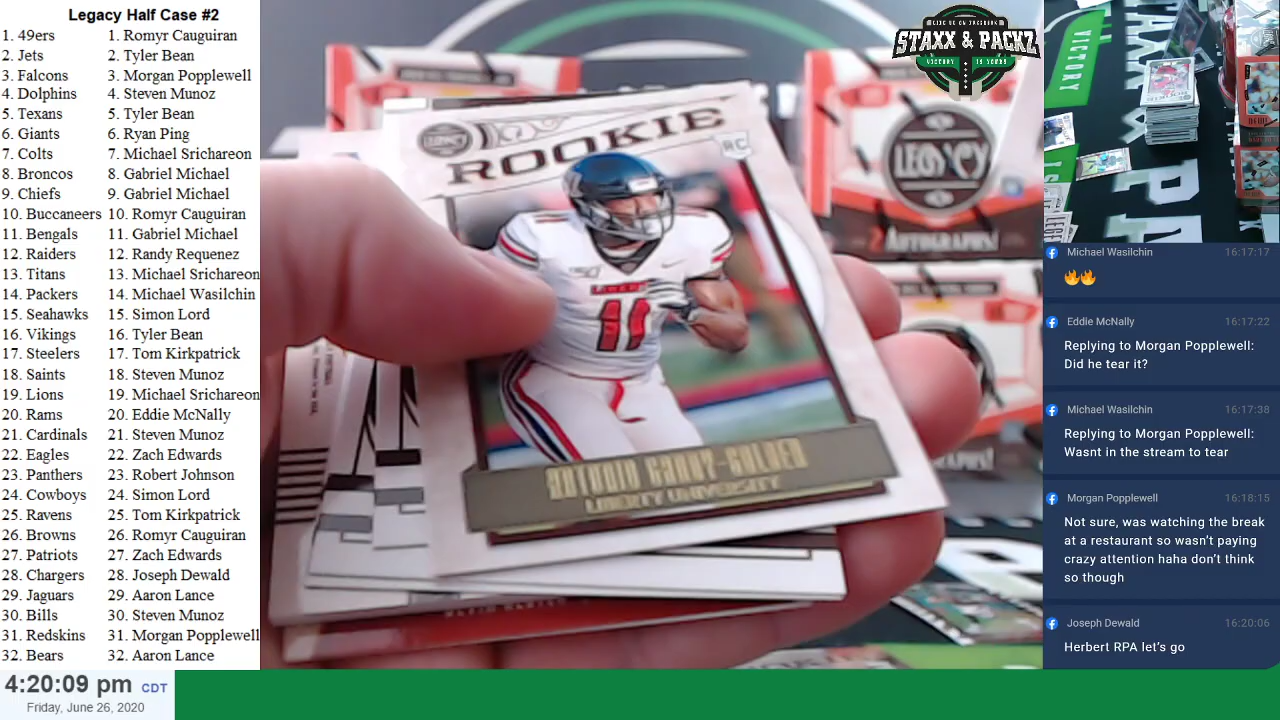 Legacy Half Case #2
1. 49ers 1. Romyr Cauguiran
2. Jets 2. Tyler Bean
3. Falcons 3. Morgan Popplewell
4. Dolphins 4. Steven Munoz
5. Texans 5. Tyler Bean
6. Giants 6. Ryan Ping
7. Colts 7. Michael Srichareon
8. Broncos 8. Gabriel Michael
9. Chiefs 9. Gabriel Michael
10. Buccaneers 10. Romyr Cauguiran
11. Bengals 11. Gabriel Michael
12. Raiders 12. Randy Requenez
13. Titans 13. Michael Srichareon
14. Packers 14. Michael Wasilchin
15. Seahawks 15. Simon Lord
16. Vikings 16. Tyler Bean
17. Steelers 17. Tom Kirkpatrick
18. Saints 18. Steven Munoz
19. Lions 19. Michael Srichareon
20. Rams 20. Eddie McNally
21. Cardinals 21. Steven Munoz
22. Eagles 22. Zach Edwards
23. Panthers 23. Robert Johnson
24. Cowboys 24. Simon Lord
25. Ravens 25. Tom Kirkpatrick
26. Browns 26. Romyr Cauguiran
27. Patriots 27. Zach Edwards
28. Chargers 28. Joseph Dewald
29. Jaguars 29. Aaron Lance
30. Bills 30. Steven Munoz
31. Redskins 31. Morgan Popplewell
32. Bears 32. Aaron Lance
4:20:09 pm CDT
Friday, June 26, 2020
LEGACY
ROOKIE
RC
LIBERTY
11
ANTONIO GANDY-GOLDEN
LIBERTY UNIVERSITY
STAXX & PACKZ
VICTORY IS YOURS
LEGACY
2 AUTOGRAPHS!
VICTORY
Michael Wasilchin 16:17:17
🔥🔥
Eddie McNally 16:17:22
Replying to Morgan Popplewell:
Did he tear it?
Michael Wasilchin 16:17:38
Replying to Morgan Popplewell:
Wasnt in the stream to tear
Morgan Popplewell 16:18:15
Not sure, was watching the break
at a restaurant so wasn't paying
crazy attention haha don't think
so though
Joseph Dewald 16:20:06
Herbert RPA let's go